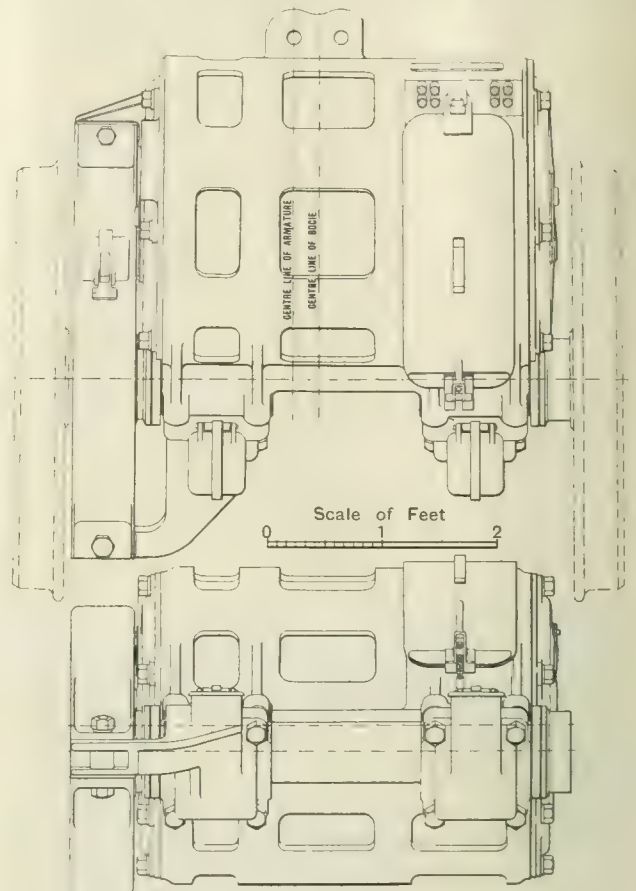 CENTRE LINE OF ARMATURE
CENTRE LINE OF BOGIE
Scale of Feet
0 1 2